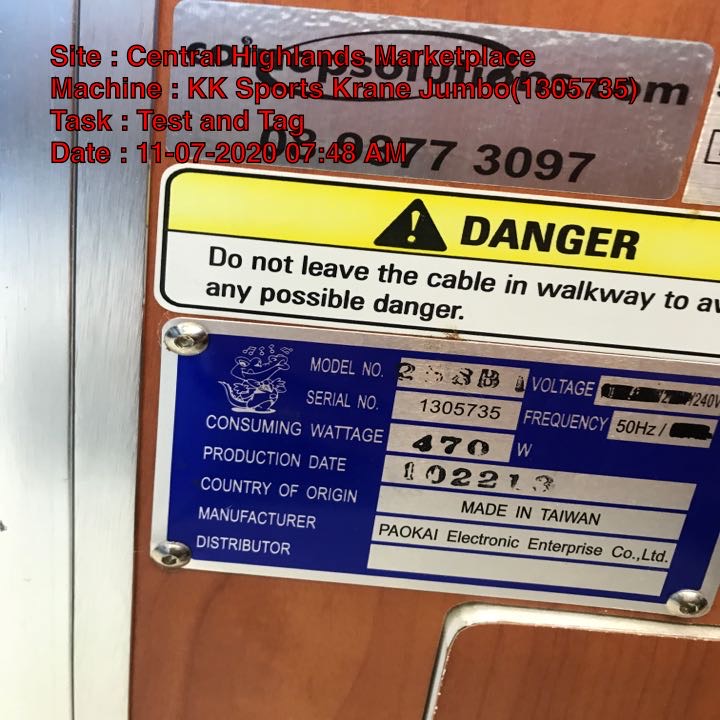 Site : Central Highlands Marketplace
Machine : KK Sports Krane Jumbo(1305735)
Task : Test and Tag
Date : 11-07-2020 07:48 AM
3097
DANGER
Do not leave the cable in walkway to
any possible danger.
MODEL NO.
SERIAL NO. 1305735
VOLTAGE /240V
FREQUENCY 50Hz /
CONSUMING WATTAGE 470 W
PRODUCTION DATE 102213
COUNTRY OF ORIGIN MADE IN TAIWAN
MANUFACTURER PAOKAI Electronic Enterprise Co.,Ltd.
DISTRIBUTOR